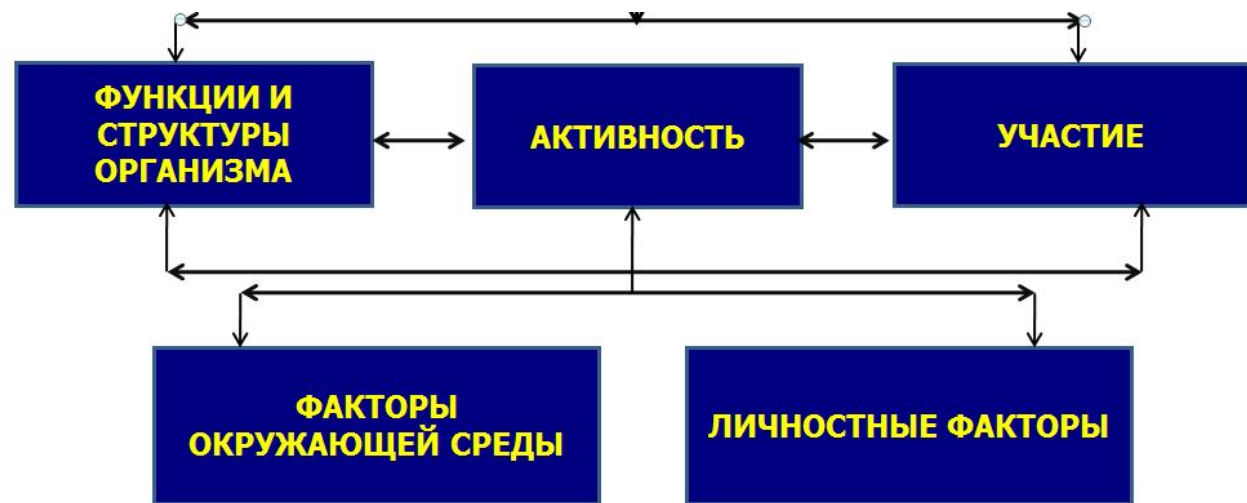 ФУНКЦИИ И
СТРУКТУРЫ
ОРГАНИЗМА
АКТИВНОСТЬ
УЧАСТИЕ
ФАКТОРЫ
ОКРУЖАЮЩЕЙ СРЕДЫ
ЛИЧНОСТНЫЕ ФАКТОРЫ